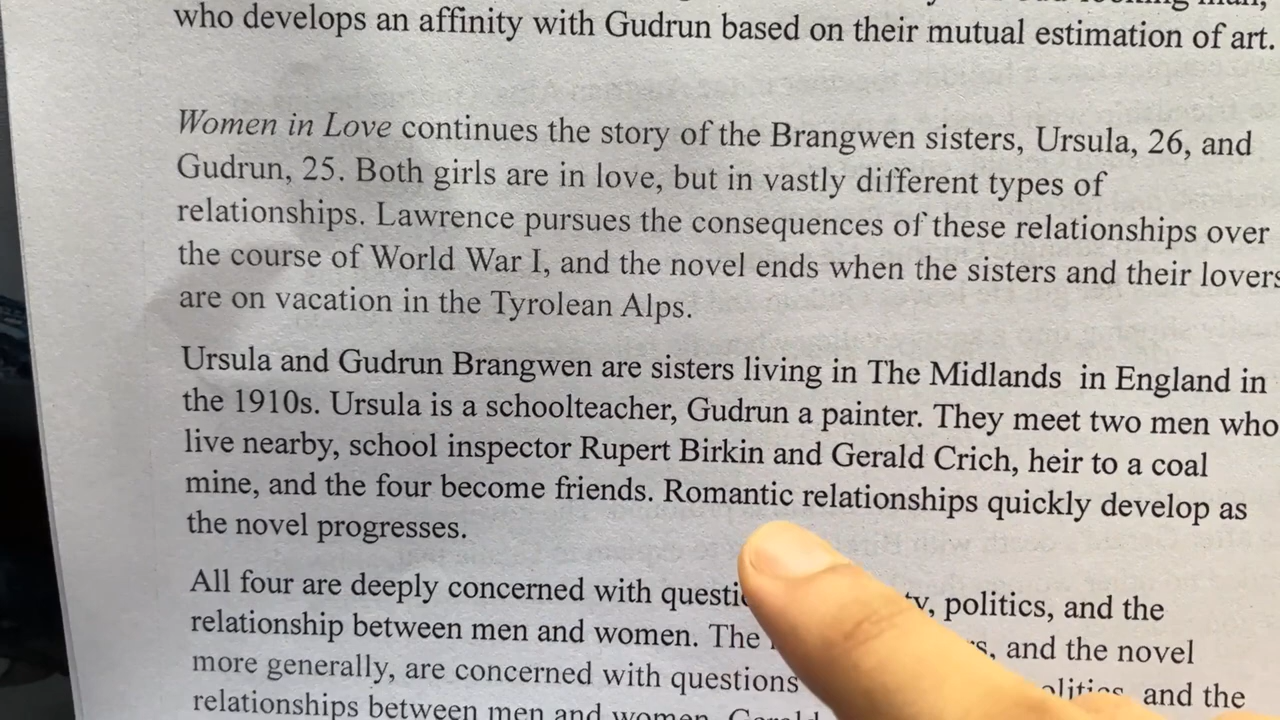 who develops an affinity with Gudrun based on their mutual estimation of art.
Women in Love continues the story of the Brangwen sisters, Ursula, 26, and
Gudrun, 25. Both girls are in love, but in vastly different types of
relationships. Lawrence pursues the consequences of these relationships over
the course of World War I, and the novel ends when the sisters and their lovers
are on vacation in the Tyrolean Alps.
Ursula and Gudrun Brangwen are sisters living in The Midlands in England in
the 1910s. Ursula is a schoolteacher, Gudrun a painter. They meet two men who
live nearby, school inspector Rupert Birkin and Gerald Crich, heir to a coal
mine, and the four become friends. Romantic relationships quickly develop as
the novel progresses.
All four are deeply concerned with politics, and the
relationship between men and women. The and the novel
more generally, are concerned with questions and the
relationships between men and women. Gerald